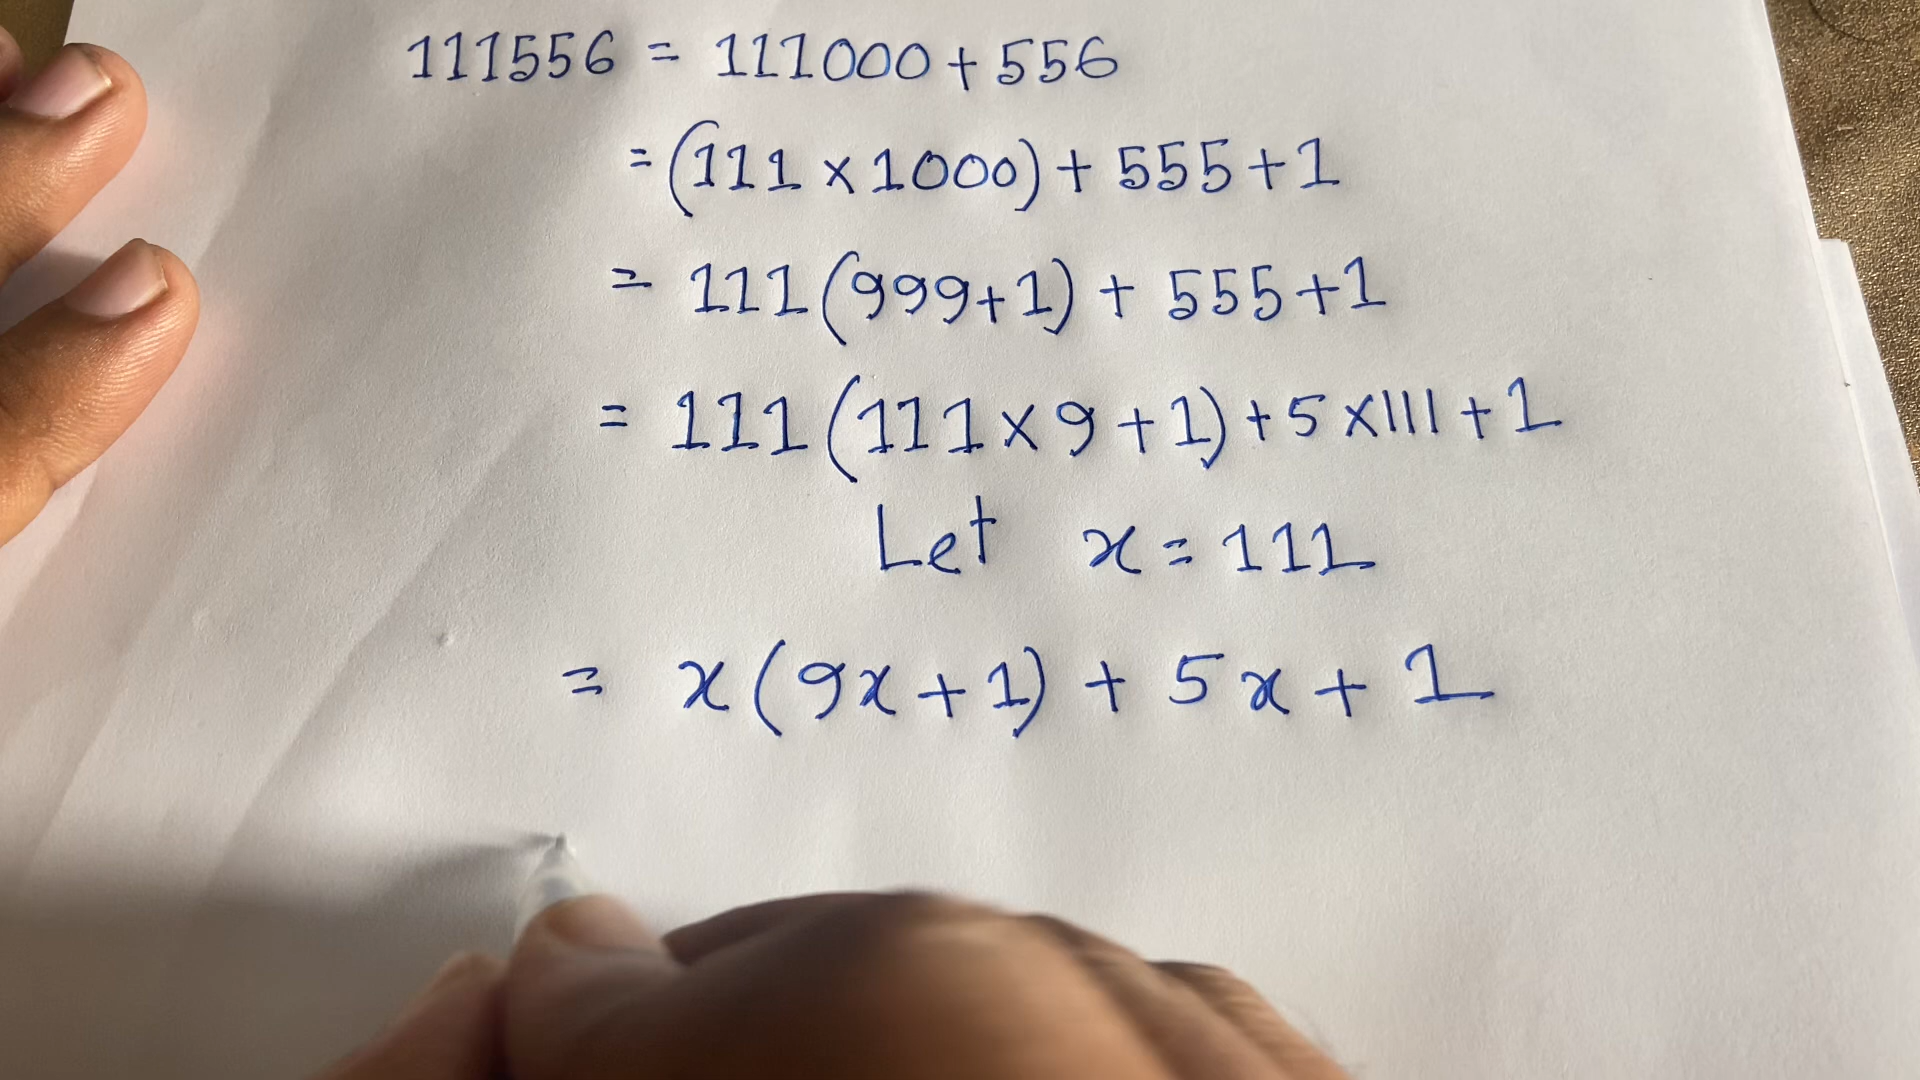 111556 = 111000 + 556
= (111 × 1000) + 555 + 1
= 111 (999 + 1) + 555 + 1
= 111 (111 × 9 + 1) + 5 × 111 + 1
Let x = 111
= x (9x + 1) + 5x + 1